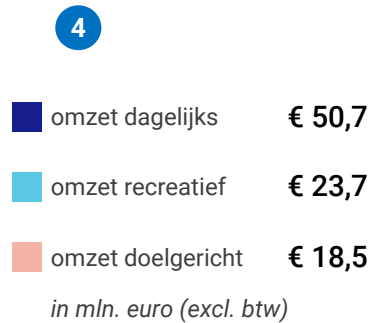 4
omzet dagelijks € 50,7
omzet recreatief € 23,7
omzet doelgericht € 18,5
in mln. euro (excl. btw)